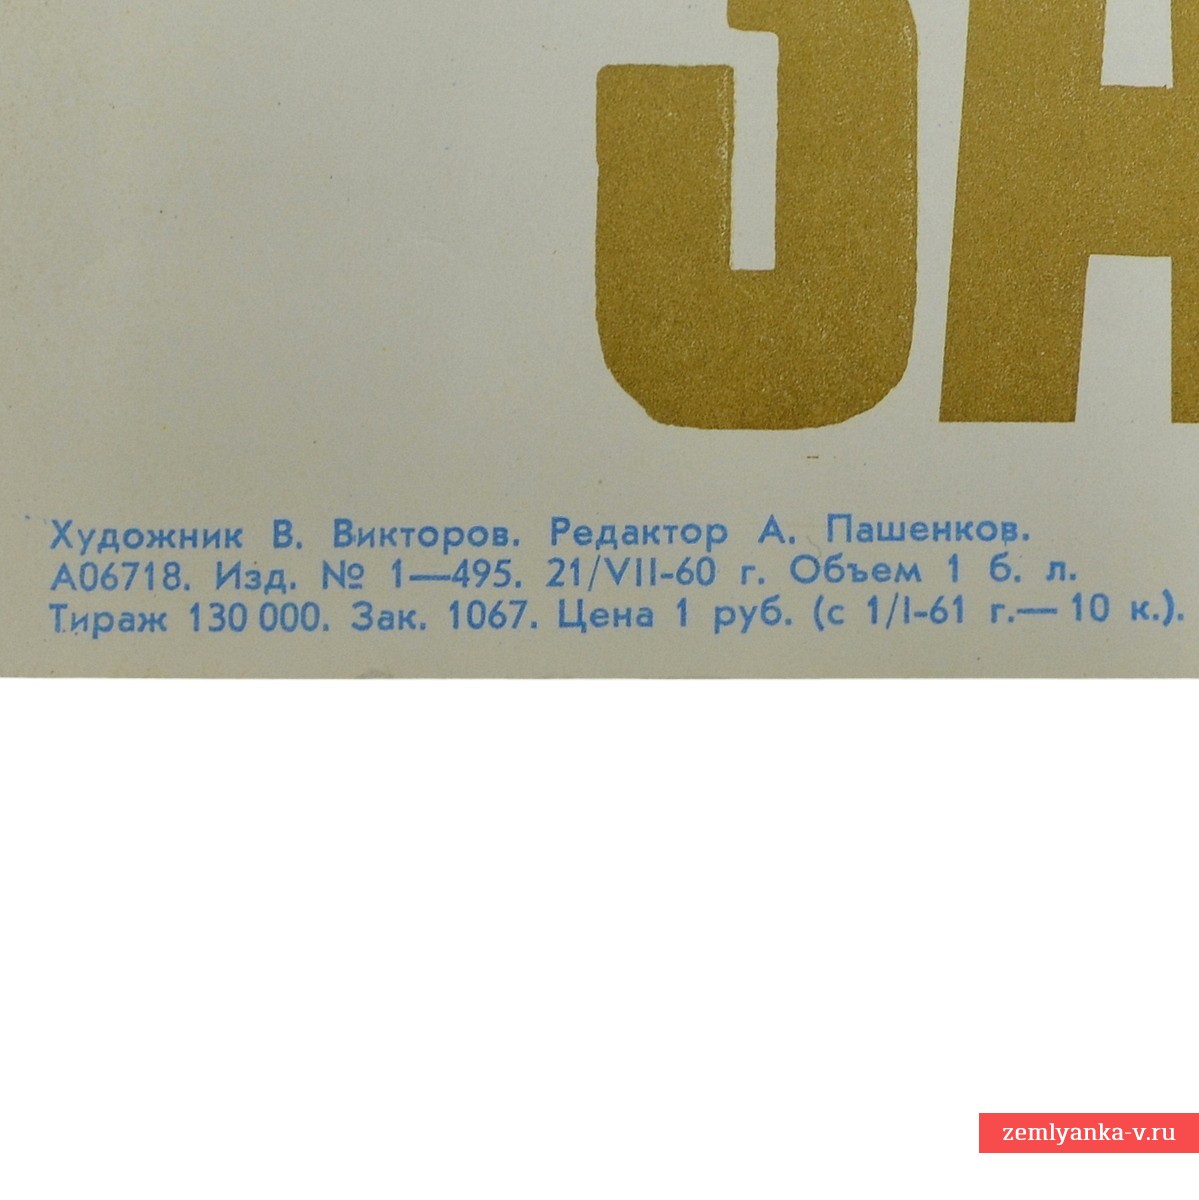 ЗА
Художник В. Викторов. Редактор А. Пашенков.
А06718. Изд. № 1—495. 21/VII-60 г. Объем 1 б. л.
Тираж 130 000. Зак. 1067. Цена 1 руб. (с 1/I-61 г.— 10 к.).
zemlyanka-v.ru